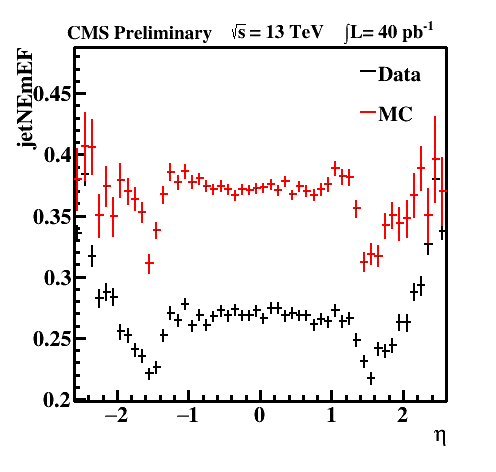 CMS Preliminary √s = 13 TeV ∫L= 40 pb⁻¹
jetNEmEF
Data
MC
0.45
0.4
0.35
0.3
0.25
0.2
−2 −1 0 1 2
η